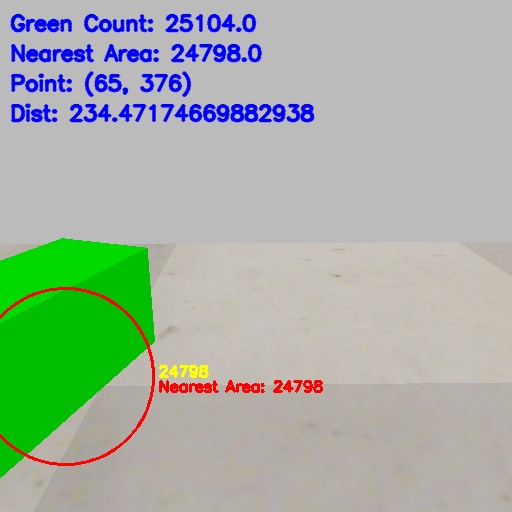 Green Count: 25104.0
Nearest Area: 24798.0
Point: (65, 376)
Dist: 234.47174669882938
24798
Nearest Area: 24798